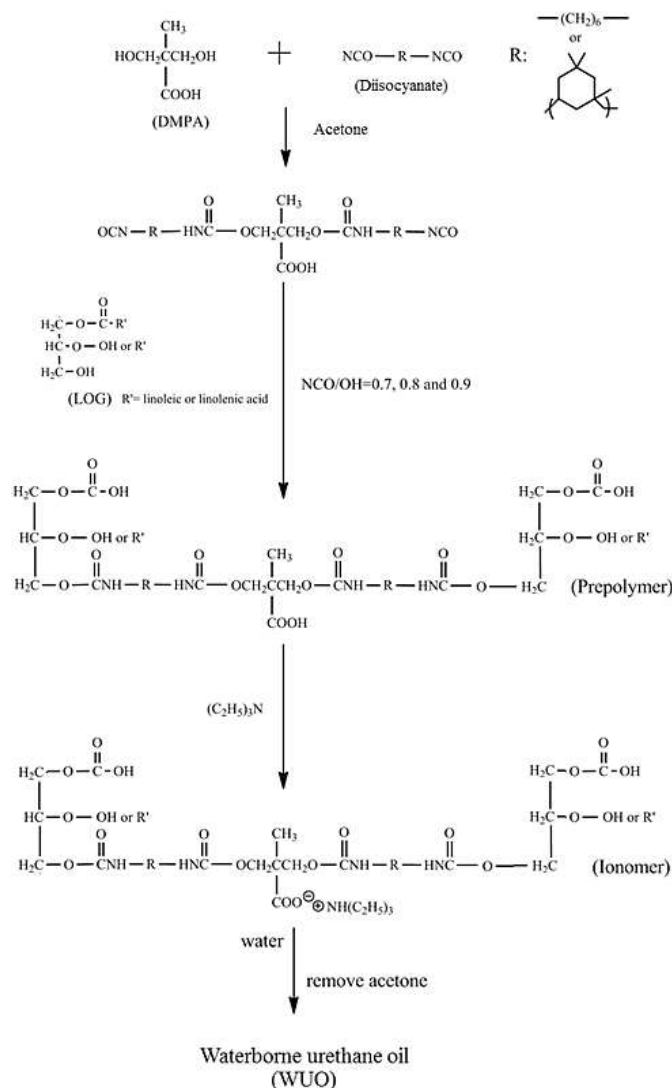 CH₃
HOCH₂CCH₂OH
COOH
(DMPA)
NCO—R—NCO
(Diisocyanate)
R:
(CH₂)₆
or
Acetone
O CH₃ O
OCN—R—HNC—OCH₂CCH₂O—CNH—R—NCO
COOH
O
H₂C—O—C—R'
HC—O—OH or R'
H₂C—OH
(LOG) R'= linoleic or linolenic acid
NCO/OH=0.7, 0.8 and 0.9
O O
H₂C—O—C—OH H₂C—O—C—OH
HC—O—OH or R' H₂C—O—OH or R'
O O CH₃ O O
H₂C—O—CNH—R—HNC—OCH₂CCH₂O—CNH—R—HNC—O—H₂C
(Prepolymer)
COOH
(C₂H₅)₃N
O O
H₂C—O—C—OH H₂C—O—C—OH
HC—O—OH or R' H₂C—O—OH or R'
O O CH₃ O O
H₂C—O—CNH—R—HNC—OCH₂CCH₂O—CNH—R—HNC—O—H₂C
(Ionomer)
COO⊖⊕NH(C₂H₅)₃
water
remove acetone
Waterborne urethane oil
(WUO)